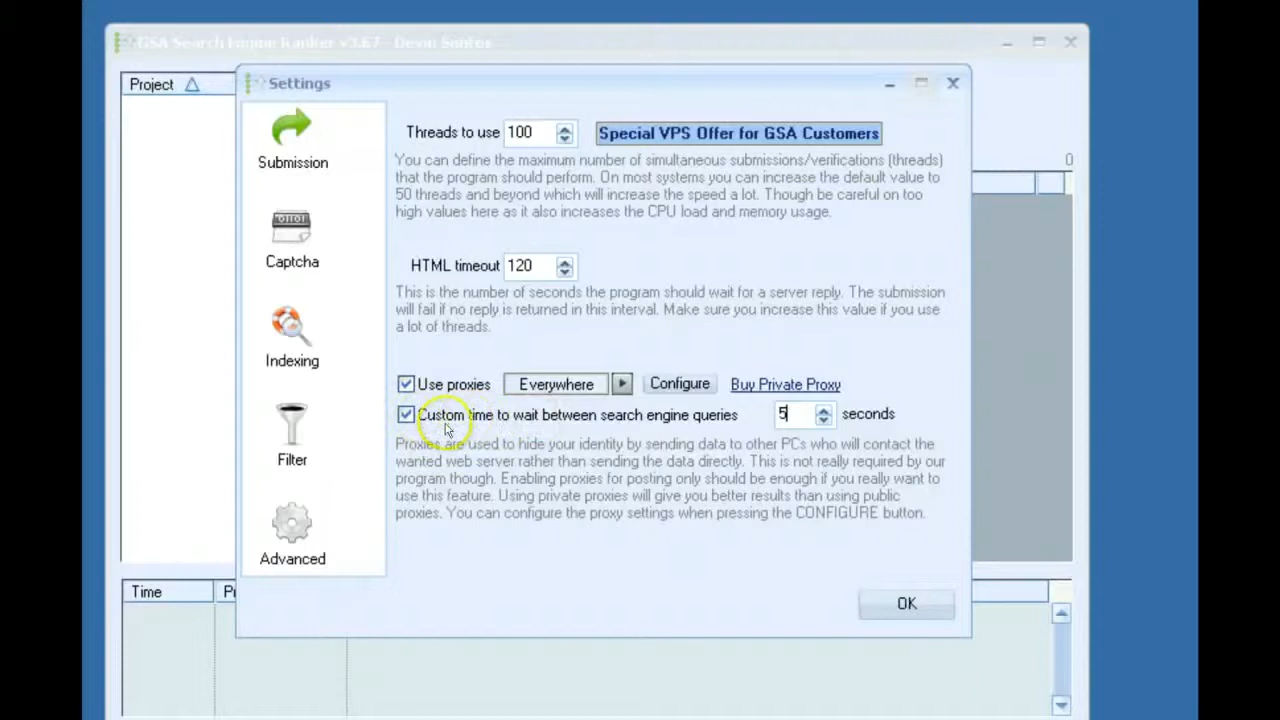 GSA Search Engine Ranker v3.67 - Devin Santos
Settings
Project
0
Submission
Captcha
Indexing
Filter
Advanced
Threads to use 100 Special VPS Offer for GSA Customers
You can define the maximum number of simultaneous submissions/verifications (threads)
that the program should perform. On most systems you can increase the default value to
50 threads and beyond which will increase the speed a lot. Though be careful on too
high values here as it also increases the CPU load and memory usage.
HTML timeout 120
This is the number of seconds the program should wait for a server reply. The submission
will fail if no reply is returned in this interval. Make sure you increase this value if you use
a lot of threads.
Use proxies Everywhere Configure Buy Private Proxy
Custom time to wait between search engine queries 5 seconds
Proxies are used to hide your identity by sending data to other PCs who will contact the
wanted web server rather than sending the data directly. This is not really required by our
program though. Enabling proxies for posting only should be enough if you really want to
use this feature. Using private proxies will give you better results than using public
proxies. You can configure the proxy settings when pressing the CONFIGURE button.
OK
Time